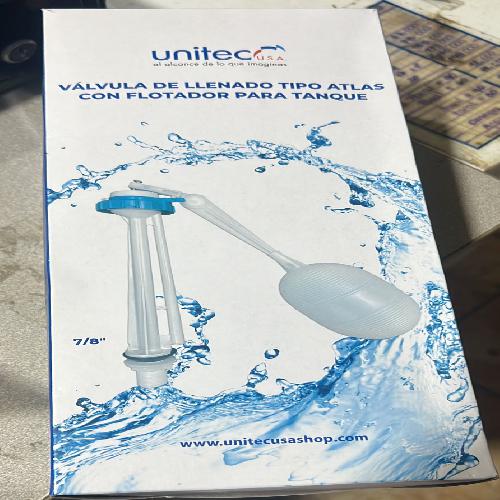 unitec USA
al alcance de lo que imaginas
VÁLVULA DE LLENADO TIPO ATLAS
CON FLOTADOR PARA TANQUE
7/8"
www.unitecusashop.com